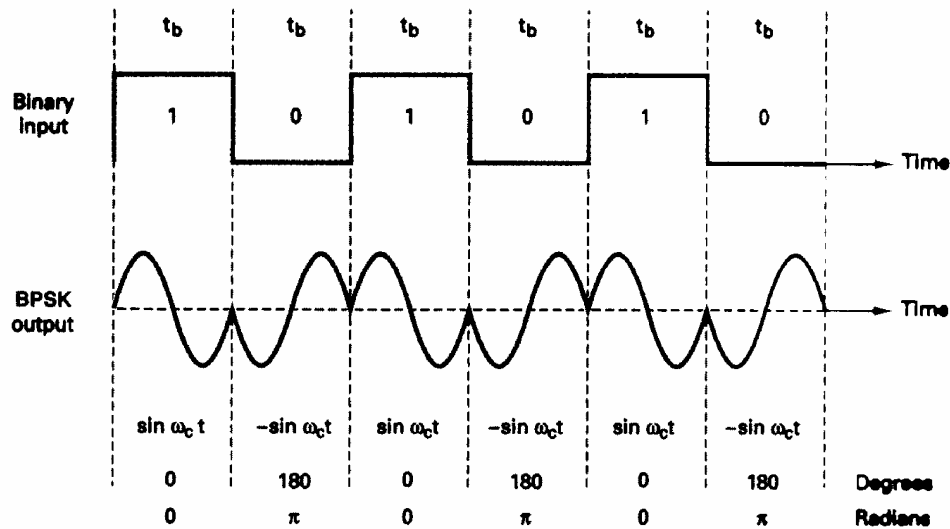 t_b t_b t_b t_b t_b t_b
Binary
input
1 0 1 0 1 0
Time
BPSK
output
Time
sin ω_c t -sin ω_c t sin ω_c t -sin ω_c t sin ω_c t -sin ω_c t
0 180 0 180 0 180 Degrees
0 π 0 π 0 π Radians